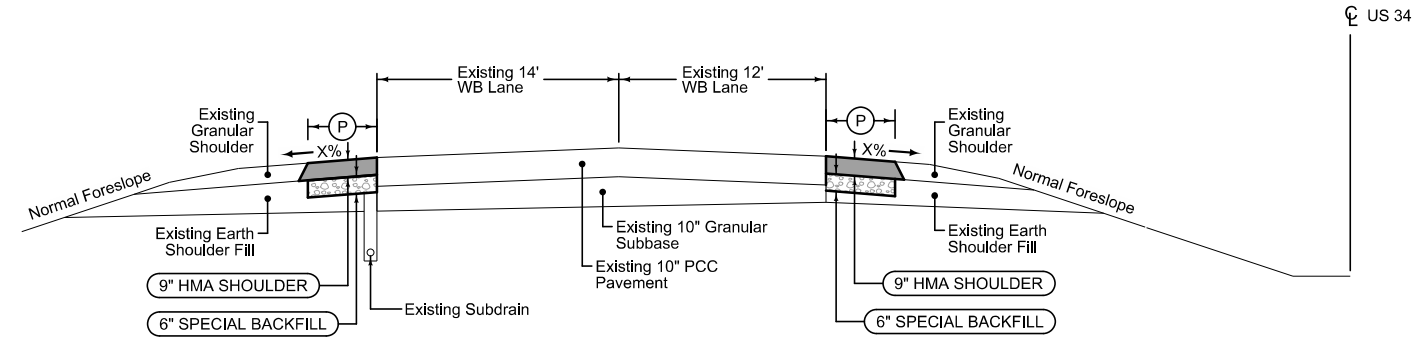 ℄ US 34
Existing 14'
WB Lane
Existing 12'
WB Lane
Existing
Granular
Shoulder
P
X%
P
X%
Existing
Granular
Shoulder
Normal Foreslope
Normal Foreslope
Existing Earth
Shoulder Fill
Existing 10" Granular
Subbase
Existing Earth
Shoulder Fill
Existing 10" PCC
Pavement
9" HMA SHOULDER
9" HMA SHOULDER
Existing Subdrain
6" SPECIAL BACKFILL
6" SPECIAL BACKFILL